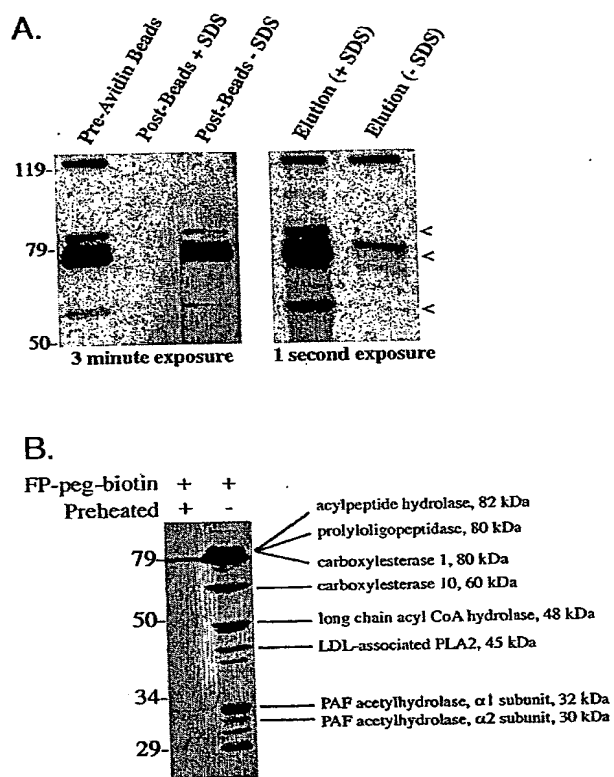 A.
Pre-Avidin Beads
Post-Beads + SDS
Post-Beads - SDS
Elution (+ SDS)
Elution (- SDS)
119-
79-
50-
<
<
<
3 minute exposure
1 second exposure
B.
FP-peg-biotin + +
Preheated + -
79-
50-
34-
29-
acylpeptide hydrolase, 82 kDa
prolyloligopeptidase, 80 kDa
carboxylesterase 1, 80 kDa
carboxylesterase 10, 60 kDa
long chain acyl CoA hydrolase, 48 kDa
LDL-associated PLA2, 45 kDa
PAF acetylhydrolase, α1 subunit, 32 kDa
PAF acetylhydrolase, α2 subunit, 30 kDa